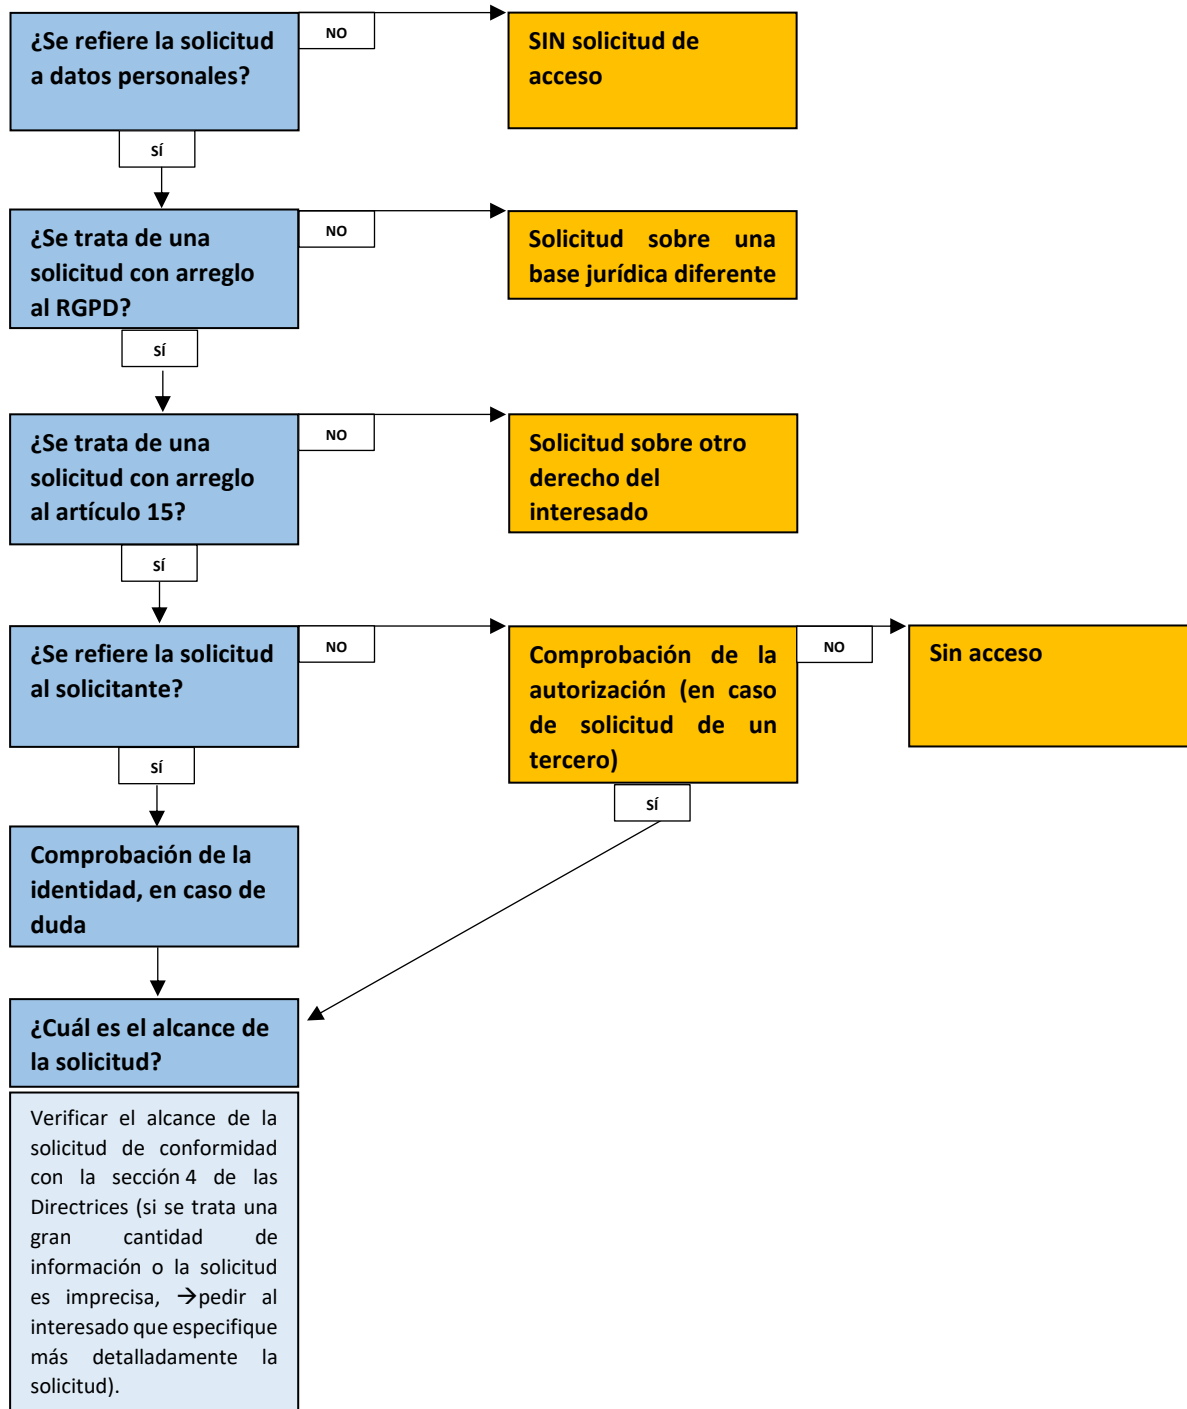 ¿Se refiere la solicitud
a datos personales?
NO
SIN solicitud de
acceso
SÍ
¿Se trata de una
solicitud con arreglo
al RGPD?
NO
Solicitud sobre una
base jurídica diferente
SÍ
¿Se trata de una
solicitud con arreglo
al artículo 15?
NO
Solicitud sobre otro
derecho del
interesado
SÍ
¿Se refiere la solicitud
al solicitante?
NO
Comprobación de la
autorización (en caso
de solicitud de un
tercero)
NO
Sin acceso
SÍ
SÍ
Comprobación de la
identidad, en caso de
duda
¿Cuál es el alcance de
la solicitud?
Verificar el alcance de la
solicitud de conformidad
con la sección 4 de las
Directrices (si se trata una
gran cantidad de
información o la solicitud
es imprecisa, →pedir al
interesado que especifique
más detalladamente la
solicitud).